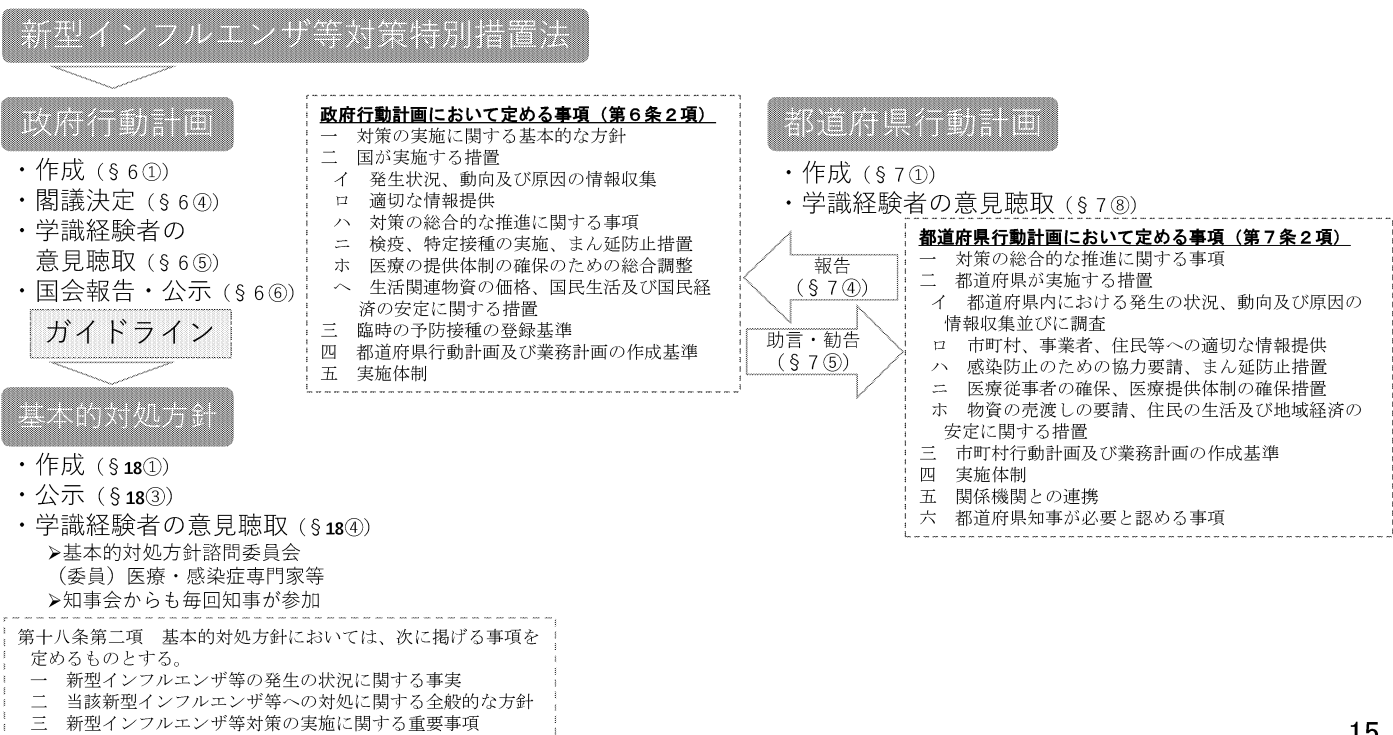 新型インフルエンザ等対策特別措置法
政府行動計画
・作成（§6①）
・閣議決定（§6④）
・学識経験者の
意見聴取（§6⑤）
・国会報告・公示（§6⑥）
ガイドライン
政府行動計画において定める事項（第６条２項）
一　対策の実施に関する基本的な方針
二　国が実施する措置
イ　発生状況、動向及び原因の情報収集
ロ　適切な情報提供
ハ　対策の総合的な推進に関する事項
ニ　検疫、特定接種の実施、まん延防止措置
ホ　医療の提供体制の確保のための総合調整
ヘ　生活関連物資の価格、国民生活及び国民経
済の安定に関する措置
三　臨時の予防接種の登録基準
四　都道府県行動計画及び業務計画の作成基準
五　実施体制
報告
（§7④）
助言・勧告
（§7⑤）
都道府県行動計画
・作成（§7①）
・学識経験者の意見聴取（§7⑧）
都道府県行動計画において定める事項（第７条２項）
一　対策の総合的な推進に関する事項
二　都道府県が実施する措置
イ　都道府県内における発生の状況、動向及び原因の
情報収集並びに調査
ロ　市町村、事業者、住民等への適切な情報提供
ハ　感染防止のための協力要請、まん延防止措置
ニ　医療従事者の確保、医療提供体制の確保措置
ホ　物資の売渡しの要請、住民の生活及び地域経済の
安定に関する措置
三　市町村行動計画及び業務計画の作成基準
四　実施体制
五　関係機関との連携
六　都道府県知事が必要と認める事項
基本的対処方針
・作成（§18①）
・公示（§18③）
・学識経験者の意見聴取（§18④）
➢基本的対処方針諮問委員会
（委員）医療・感染症専門家等
➢知事会からも毎回知事が参加
第十八条第二項　基本的対処方針においては、次に掲げる事項を
定めるものとする。
一　新型インフルエンザ等の発生の状況に関する事実
二　当該新型インフルエンザ等への対処に関する全般的な方針
三　新型インフルエンザ等対策の実施に関する重要事項
15